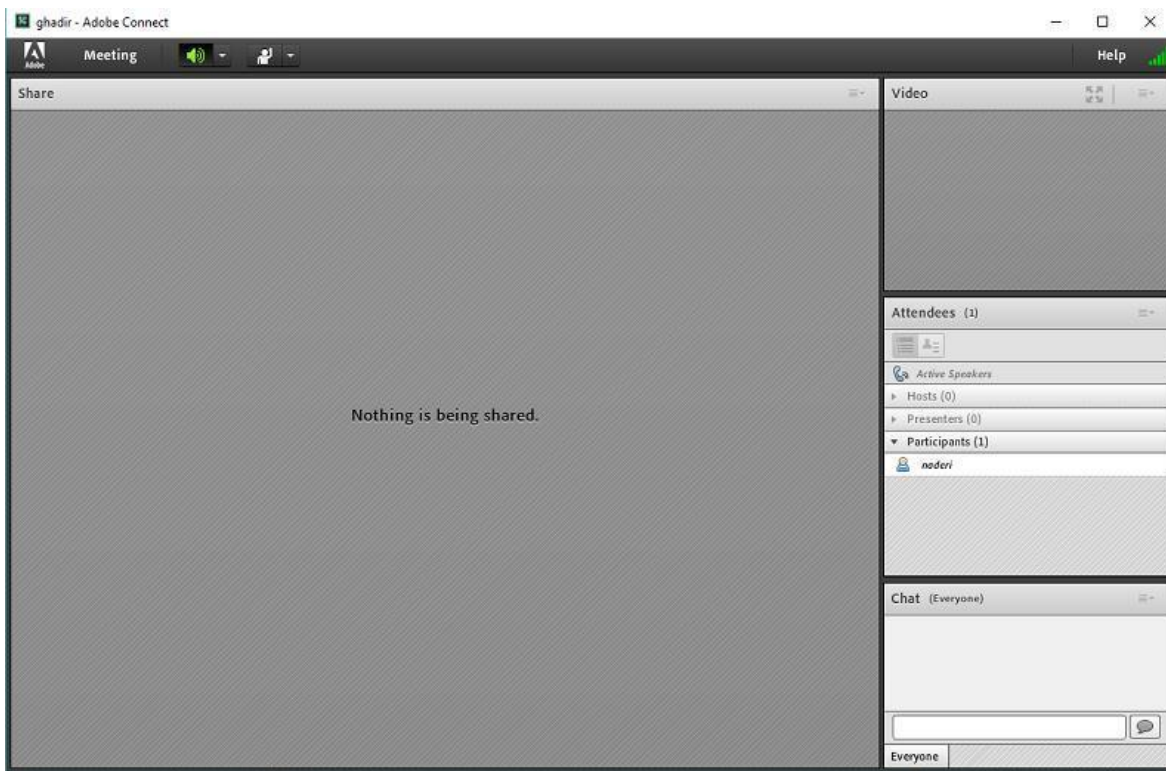 ghadir - Adobe Connect
Adobe
Meeting
Help
Share
Nothing is being shared.
Video
Attendees (1)
Active Speakers
Hosts (0)
Presenters (0)
Participants (1)
naderi
Chat (Everyone)
Everyone